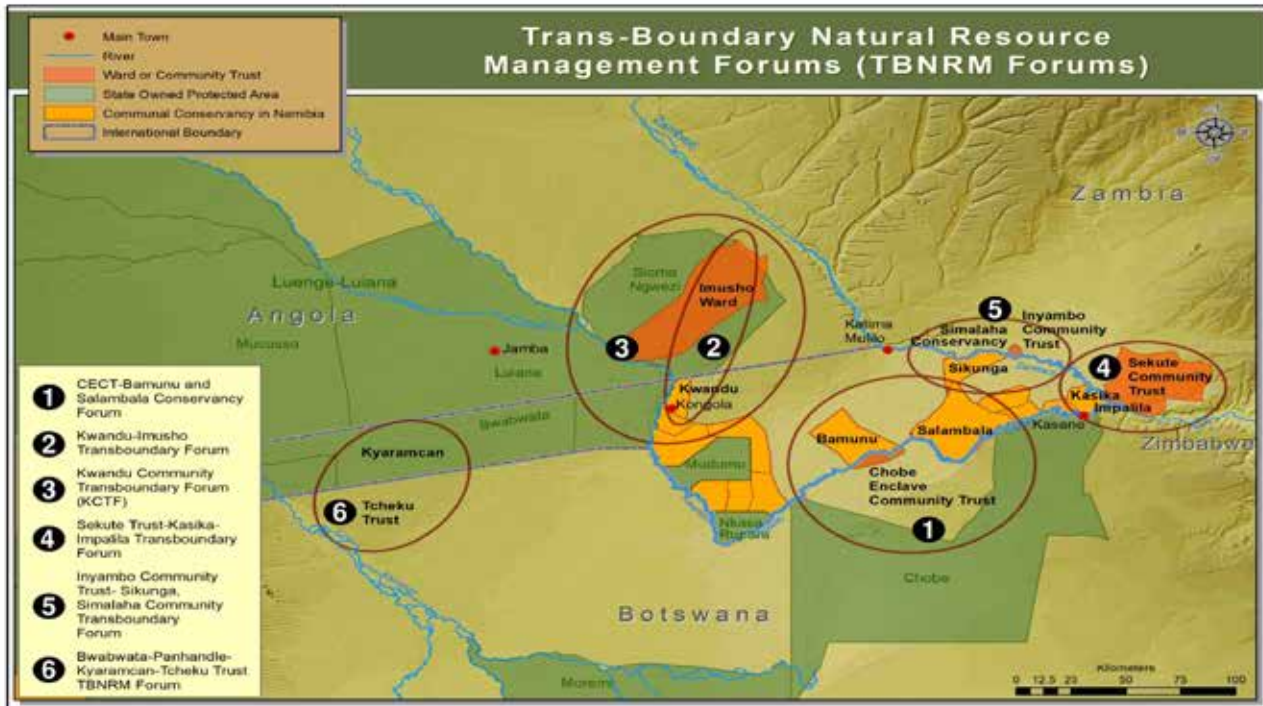 Trans-Boundary Natural Resource
Management Forums (TBNRM Forums)
Main Town
River
Ward or Community Trust
State Owned Protected Area
Communal Conservancy in Namibia
International Boundary
Zambezi
Zambia
Luenge-Luiana
Angola
Mucusso
Sioma
Ngwezi
Imusho
Ward
Jamba
Luiana
3
2
Katima
Mulilo
5
Inyambo
Community
Trust
Simalaha
Conservancy
Sikunga
4
Sekute
Community
Trust
Kasika
Impalila
Kasane
Zimbabwe
Kwandu
Kongola
Bwabwata
Kyaramcan
6
Tcheku
Trust
Mudumu
Nkasa
Rupara
Bamunu
Salambala
Chobe
Enclave
Community Trust
1
Chobe
Botswana
Moremi
1 CECT-Bamunu and
Salambala Conservancy
Forum
2 Kwandu-Imusho
Transboundary Forum
3 Kwandu Community
Transboundary Forum
(KCTF)
4 Sekute Trust-Kasika-
Impalila Transboundary
Forum
5 Inyambo Community
Trust- Sikunga,
Simalaha Community
Transboundary
Forum
6 Bwabwata-Panhandle-
Kyaramcan-Tcheku Trust
TBNRM Forum
Kilometers
0 12.5 25 50 75 100